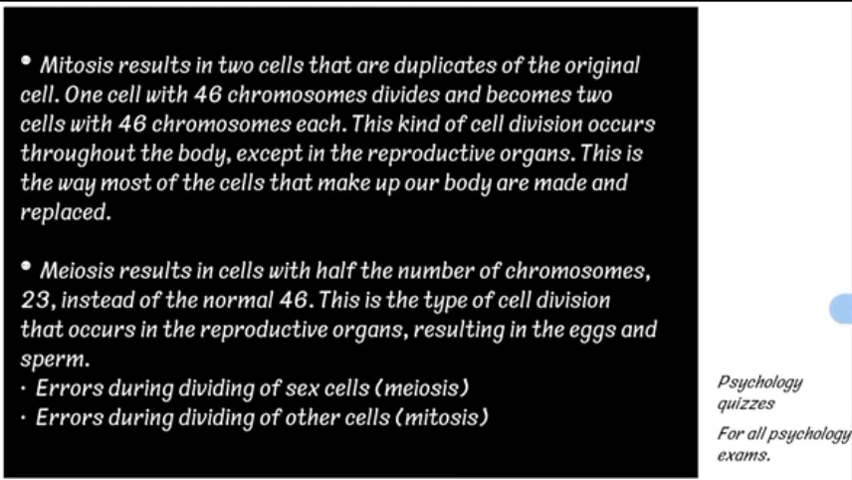 • Mitosis results in two cells that are duplicates of the original
cell. One cell with 46 chromosomes divides and becomes two
cells with 46 chromosomes each. This kind of cell division occurs
throughout the body, except in the reproductive organs. This is
the way most of the cells that make up our body are made and
replaced.
• Meiosis results in cells with half the number of chromosomes,
23, instead of the normal 46. This is the type of cell division
that occurs in the reproductive organs, resulting in the eggs and
sperm.
· Errors during dividing of sex cells (meiosis)
· Errors during dividing of other cells (mitosis)
Psychology
quizzes
For all psychology
exams.